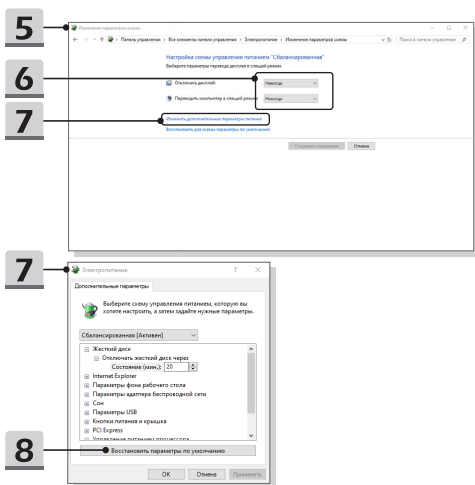 5
Изменение параметров схемы
Панель управления › Все элементы панели управления › Электропитание › Изменение параметров схемы
Поиск в панели управления
Настройка схемы управления питанием "Сбалансированная"
Выберите параметры перевода дисплея в спящий режим.
6
Отключать дисплей: Никогда
Переводить компьютер в спящий режим: Никогда
7
Изменить дополнительные параметры питания
Восстановить для схемы параметры по умолчанию
Сохранить изменения Отмена
7
Электропитание ? ×
Дополнительные параметры
Выберите схему управления питанием, которую вы
хотите настроить, а затем задайте нужные параметры.
Сбалансированная [Активен]
Жесткий диск
Отключать жесткий диск через
Состояние (мин.): 20
Internet Explorer
Параметры фона рабочего стола
Параметры адаптера беспроводной сети
Сон
Параметры USB
Кнопки питания и крышка
PCI Express
Управление питанием процессора
8
Восстановить параметры по умолчанию
ОК Отмена Применить